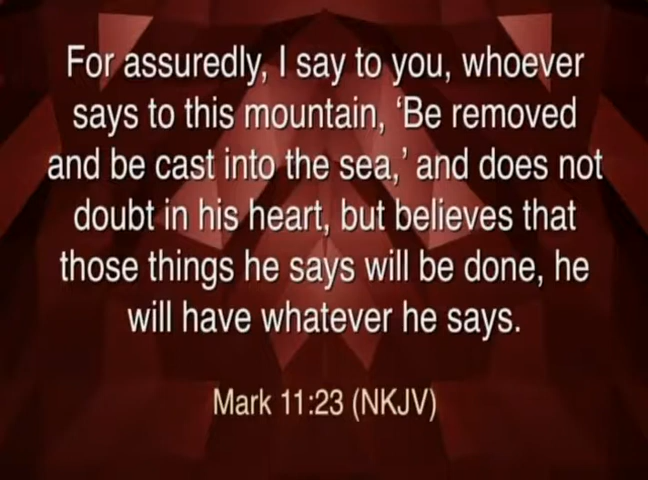 For assuredly, I say to you, whoever
says to this mountain, ‘Be removed
and be cast into the sea,’ and does not
doubt in his heart, but believes that
those things he says will be done, he
will have whatever he says.
Mark 11:23 (NKJV)